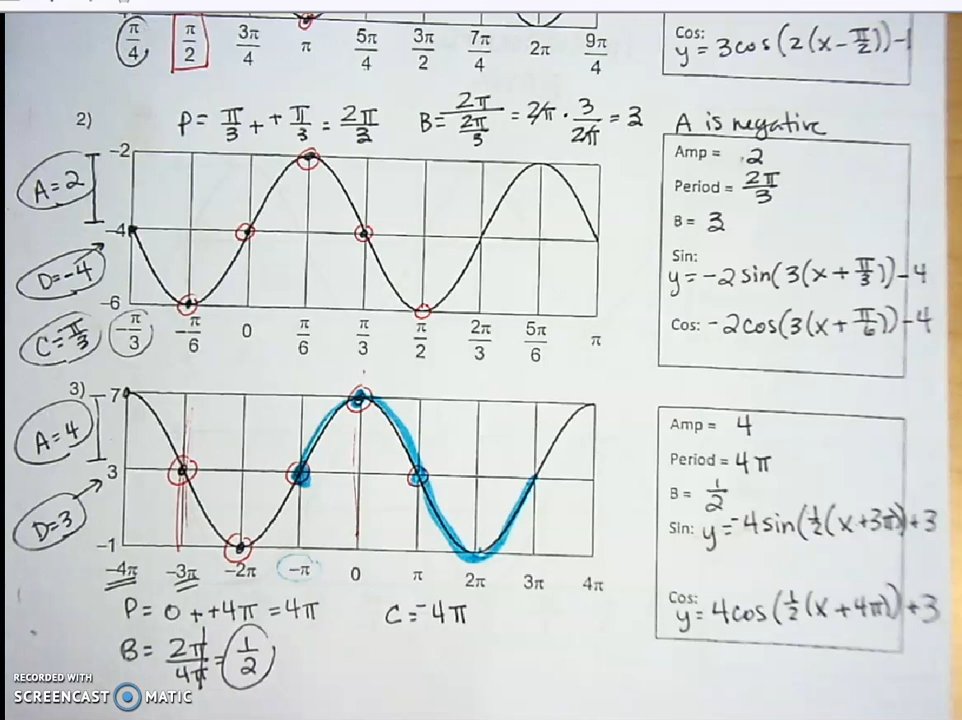 π/4 π/2 3π/4 π 5π/4 3π/2 7π/4 2π 9π/4
Cos:
y = 3cos(2(x-π/2))-1
2) P = π/3 + +π/3 = 2π/3 B = 2π/(2π/3) = 2π · 3/2π = 3
A is negative
Amp = 2
Period = 2π/3
B = 3
Sin:
y = -2 sin(3(x + π/3))-4
Cos: -2cos(3(x + π/6))-4
A=2
D=-4
C=π/3
-2
-4
-6
-π/3 -π/6 0 π/6 π/3 π/2 2π/3 5π/6 π
3)
A=4
D=3
7
3
-1
-4π -3π -2π -π 0 π 2π 3π 4π
P = 0 + +4π = 4π C = -4π
B = 2π/4π = 1/2
Amp = 4
Period = 4π
B = 1/2
Sin: y = -4sin(1/2(x+3π))+3
Cos:
y = 4cos(1/2(x+4π))+3
RECORDED WITH
SCREENCAST MATIC